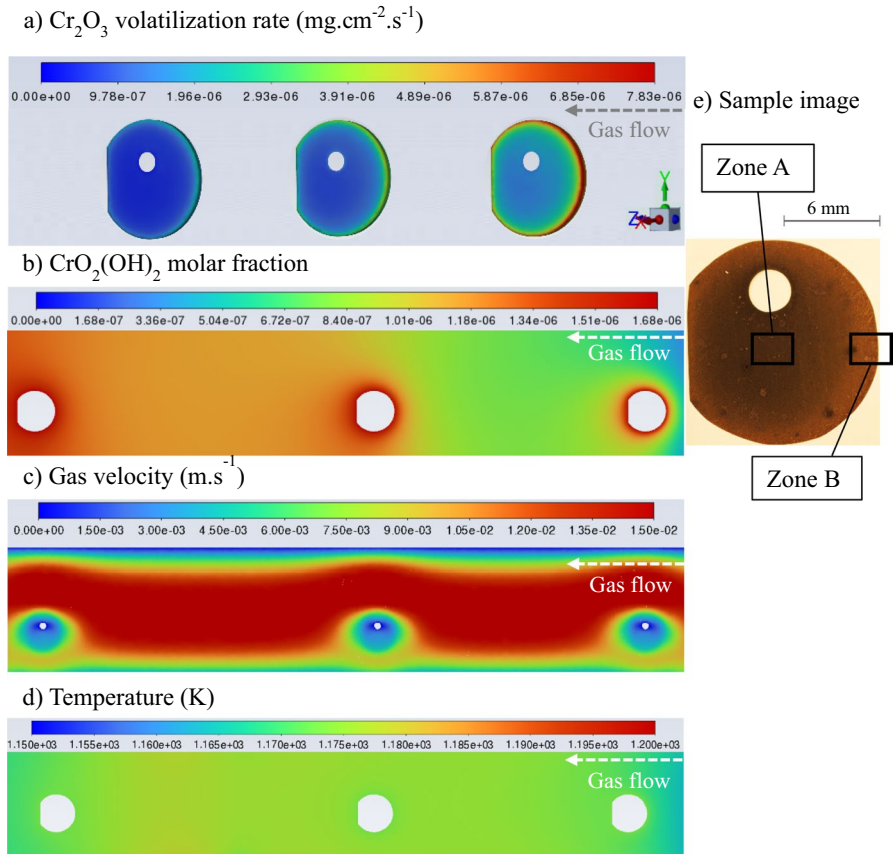 a) Cr₂O₃ volatilization rate (mg.cm⁻².s⁻¹)
0.00e+00 9.78e-07 1.96e-06 2.93e-06 3.91e-06 4.89e-06 5.87e-06 6.85e-06 7.83e-06
Gas flow
Y
Z X
e) Sample image
Zone A
6 mm
Zone B
b) CrO₂(OH)₂ molar fraction
0.00e+00 1.68e-07 3.36e-07 5.04e-07 6.72e-07 8.40e-07 1.01e-06 1.18e-06 1.34e-06 1.51e-06 1.68e-06
Gas flow
c) Gas velocity (m.s⁻¹)
0.00e+00 1.50e-03 3.00e-03 4.50e-03 6.00e-03 7.50e-03 9.00e-03 1.05e-02 1.20e-02 1.35e-02 1.50e-02
Gas flow
d) Temperature (K)
1.150e+03 1.155e+03 1.160e+03 1.165e+03 1.170e+03 1.175e+03 1.180e+03 1.185e+03 1.190e+03 1.195e+03 1.200e+03
Gas flow